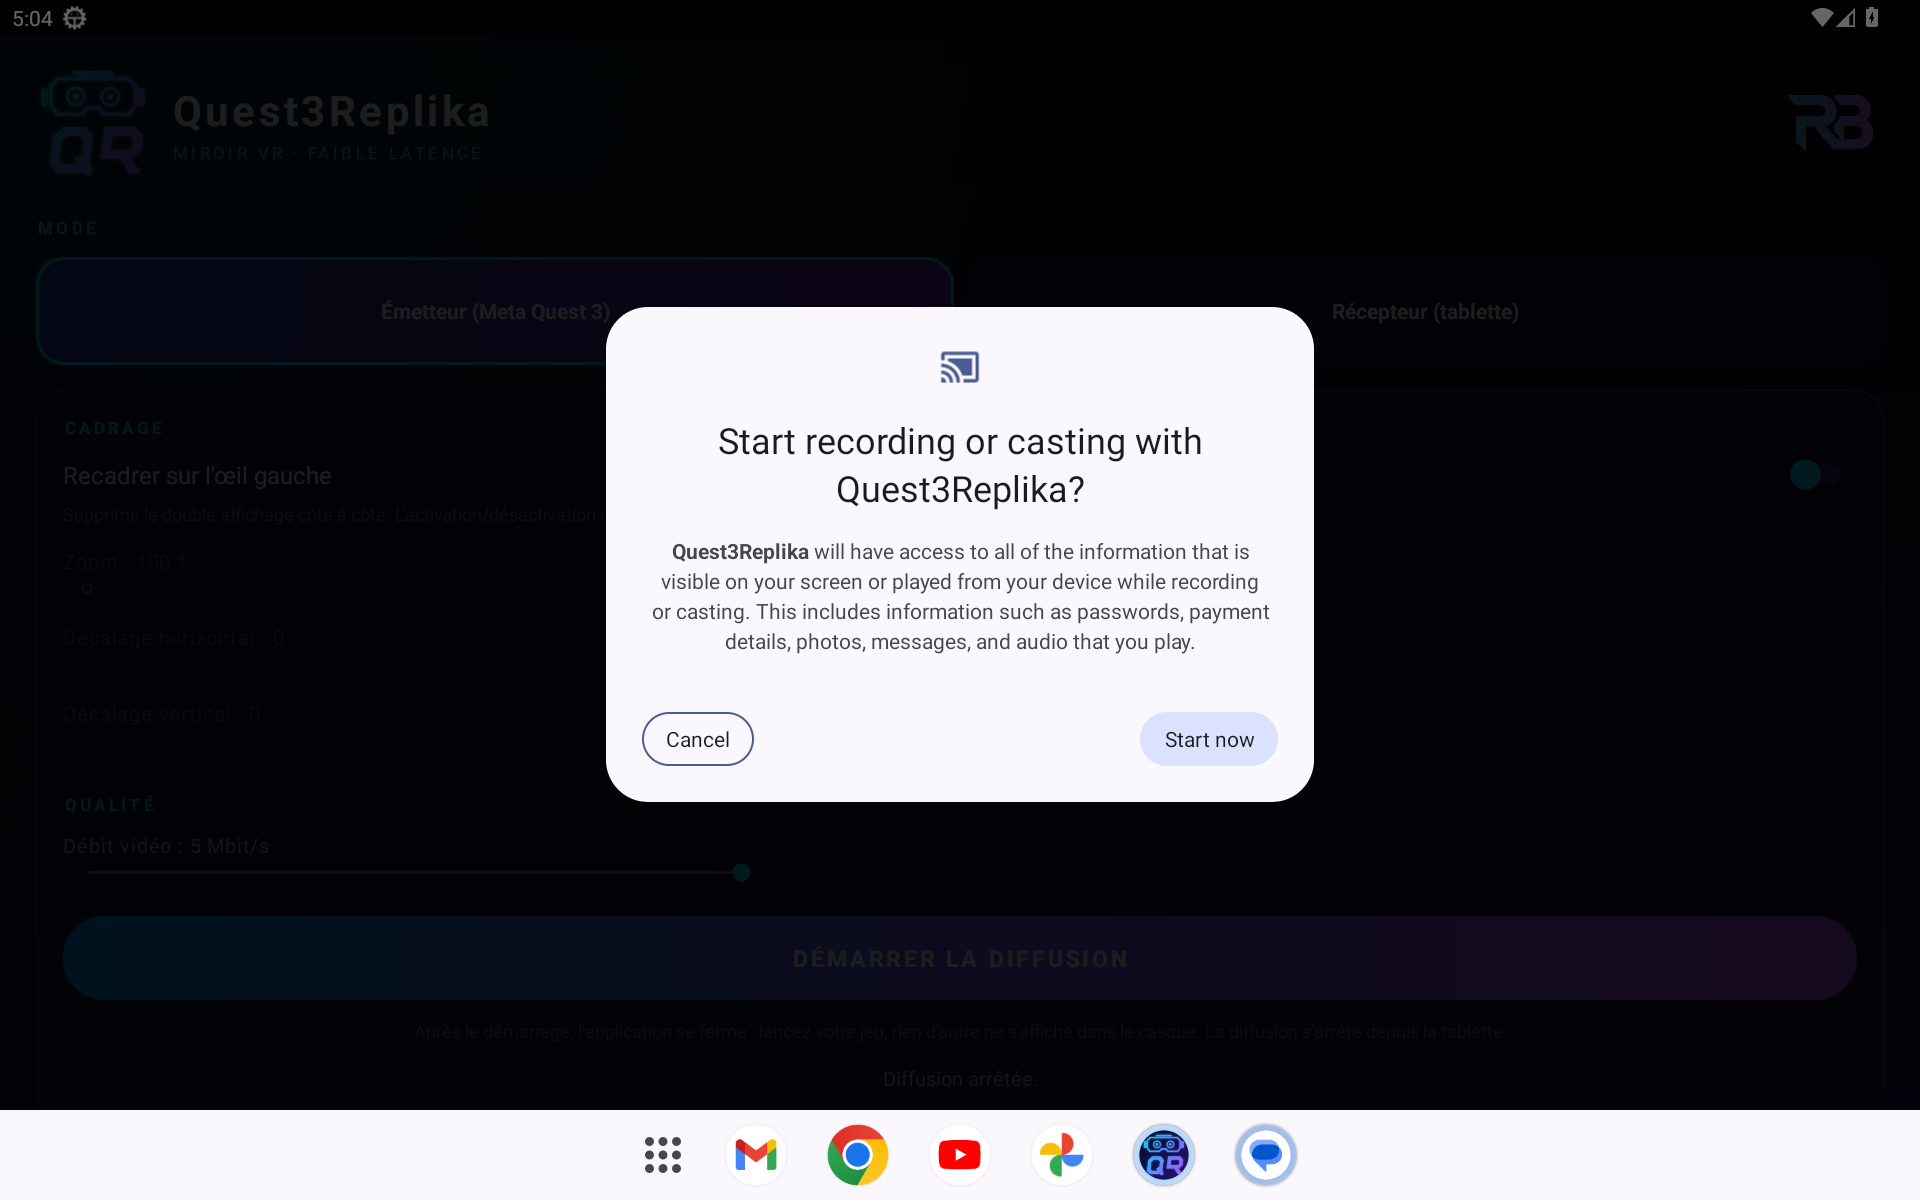 5:04
Quest3Replika
MIROIR VR · FAIBLE LATENCE
QR
RB
MODE
Émetteur (Meta Quest 3)
Récepteur (tablette)
CADRAGE
Recadrer sur l'œil gauche
Supprime le double affichage côte à côte. L'activation/désactivation
Zoom : 100 %
Décalage horizontal : 0
Décalage vertical : 0
Start recording or casting with
Quest3Replika?
Quest3Replika will have access to all of the information that is
visible on your screen or played from your device while recording
or casting. This includes information such as passwords, payment
details, photos, messages, and audio that you play.
Cancel
Start now
QUALITÉ
Débit vidéo : 5 Mbit/s
DÉMARRER LA DIFFUSION
Après le démarrage, l'application se ferme : lancez votre jeu, rien d'autre ne s'affiche dans le casque. La diffusion s'arrête depuis la tablette.
Diffusion arrêtée.
QR